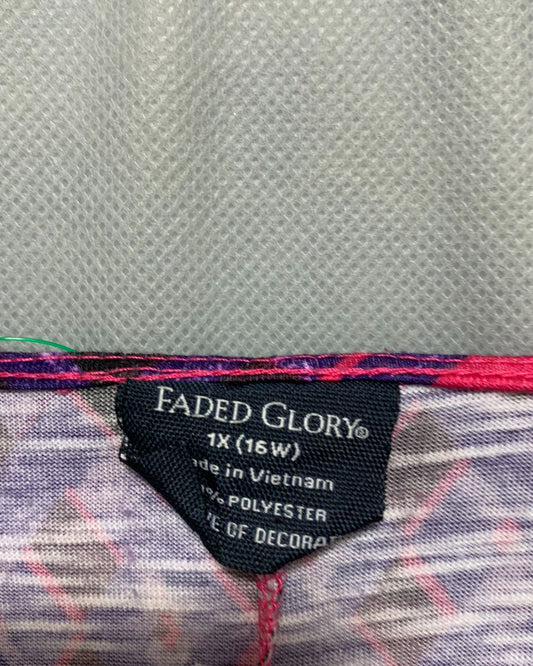 FADED GLORY®
1X (16W)
ade in Vietnam
% POLYESTER
E OF DECORAT